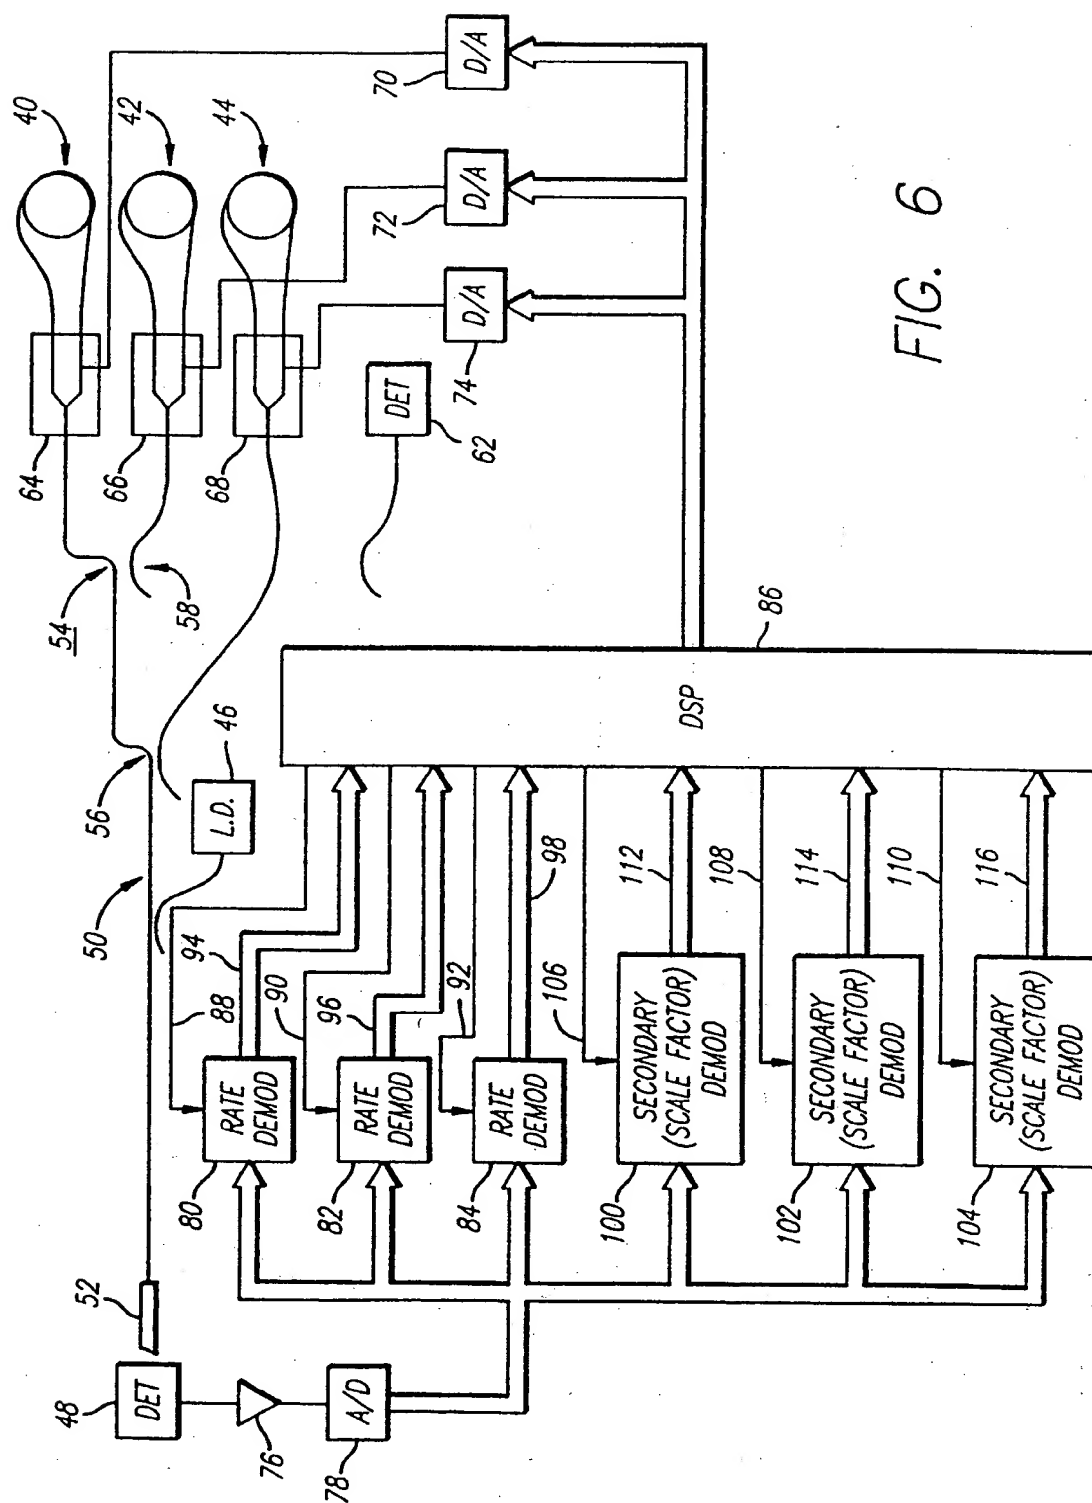 40
42
44
64
66
68
54
58
56
50
46
L.D.
52
48
DET
76
78
A/D
DET
62
D/A
70
D/A
72
D/A
74
94
88
90
96
92
98
80
RATE
DEMOD
82
RATE
DEMOD
84
RATE
DEMOD
106
112
108
114
110
116
100
SECONDARY
(SCALE FACTOR)
DEMOD
102
SECONDARY
(SCALE FACTOR)
DEMOD
104
SECONDARY
(SCALE FACTOR)
DEMOD
DSP
86
FIG. 6